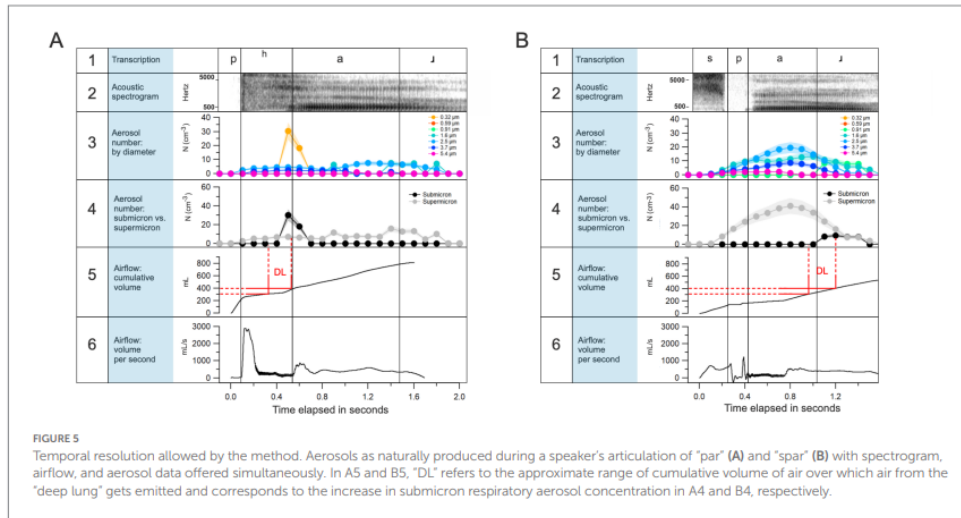 A
1 Transcription p h a ɹ
2 Acoustic spectrogram Hertz 5000 500
3 Aerosol number: by diameter N (cm-3) 40 30 20 10 0
0.32 µm
0.59 µm
0.91 µm
1.6 µm
2.5 µm
3.7 µm
5.4 µm
4 Aerosol number: submicron vs. supermicron N (cm-3) 60 40 20 0
Submicron
Supermicron
5 Airflow: cumulative volume mL 800 600 400 200 0
DL
6 Airflow: volume per second mL/s 3000 2000 1000 0
0.0 0.4 0.8 1.2 1.6 2.0
Time elapsed in seconds
B
1 Transcription s p a ɹ
2 Acoustic spectrogram Hertz 5000 500
3 Aerosol number: by diameter N (cm-3) 40 30 20 10 0
0.32 µm
0.59 µm
0.91 µm
1.6 µm
2.5 µm
3.7 µm
5.4 µm
4 Aerosol number: submicron vs. supermicron N (cm-3) 60 40 20 0
Submicron
Supermicron
5 Airflow: cumulative volume mL 800 600 400 200 0
DL
6 Airflow: volume per second mL/s 3000 2000 1000 0
0.0 0.4 0.8 1.2
Time elapsed in seconds
FIGURE 5
Temporal resolution allowed by the method. Aerosols as naturally produced during a speaker's articulation of "par" (A) and "spar" (B) with spectrogram,
airflow, and aerosol data offered simultaneously. In A5 and B5, "DL" refers to the approximate range of cumulative volume of air over which air from the
"deep lung" gets emitted and corresponds to the increase in submicron respiratory aerosol concentration in A4 and B4, respectively.